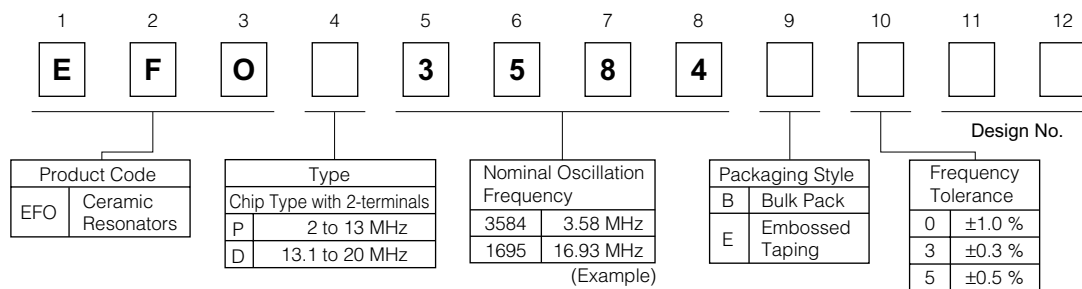 1 2 3 4 5 6 7 8 9 10 11 12
E F O 3 5 8 4
Design No.
Product Code
EFO Ceramic
Resonators
Type
Chip Type with 2-terminals
P 2 to 13 MHz
D 13.1 to 20 MHz
Nominal Oscillation
Frequency
3584 3.58 MHz
1695 16.93 MHz
(Example)
Packaging Style
B Bulk Pack
E Embossed
Taping
Frequency
Tolerance
0 ±1.0 %
3 ±0.3 %
5 ±0.5 %